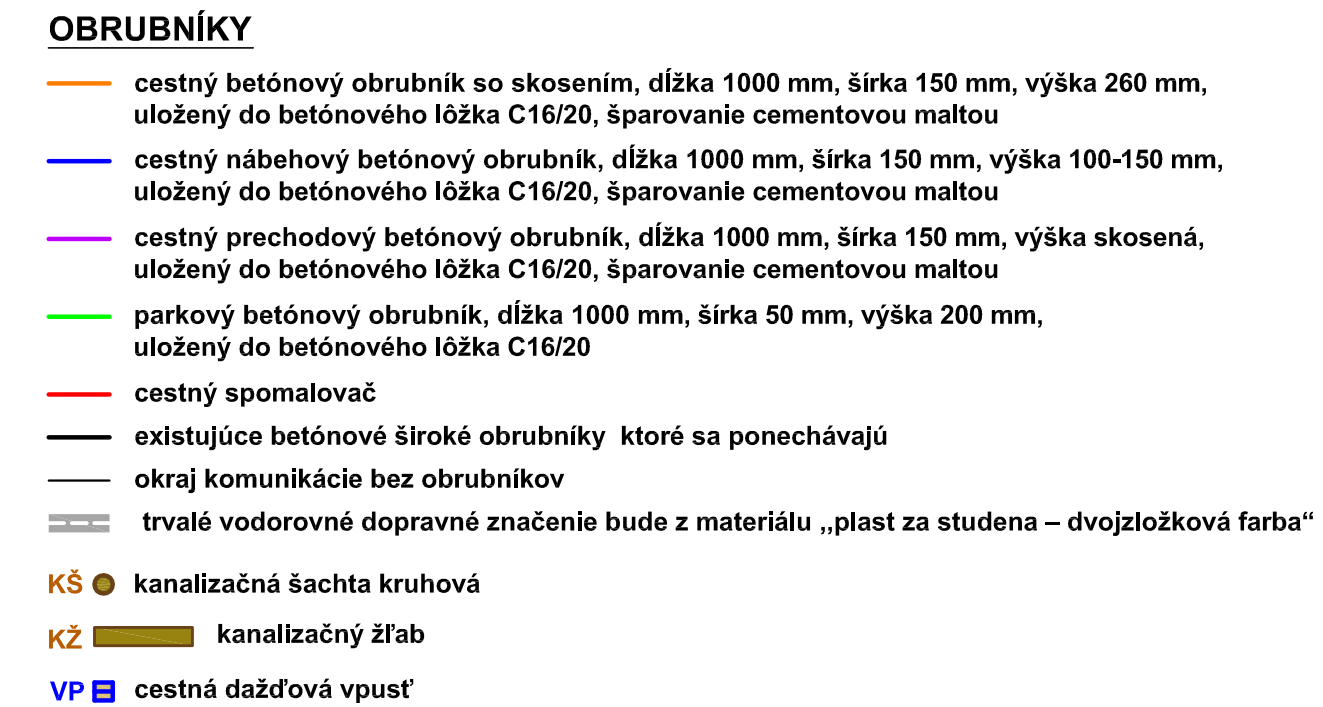 OBRUBNÍKY
cestný betónový obrubník so skosením, dĺžka 1000 mm, šírka 150 mm, výška 260 mm,
uložený do betónového lôžka C16/20, šparovanie cementovou maltou
cestný nábehový betónový obrubník, dĺžka 1000 mm, šírka 150 mm, výška 100-150 mm,
uložený do betónového lôžka C16/20, šparovanie cementovou maltou
cestný prechodový betónový obrubník, dĺžka 1000 mm, šírka 150 mm, výška skosená,
uložený do betónového lôžka C16/20, šparovanie cementovou maltou
parkový betónový obrubník, dĺžka 1000 mm, šírka 50 mm, výška 200 mm,
uložený do betónového lôžka C16/20
cestný spomalovač
existujúce betónové široké obrubníky  ktoré sa ponechávajú
okraj komunikácie bez obrubníkov
trvalé vodorovné dopravné značenie bude z materiálu ,,plast za studena – dvojzložková farba“
KŠ kanalizačná šachta kruhová
KŽ kanalizačný žľab
VP cestná dažďová vpusť